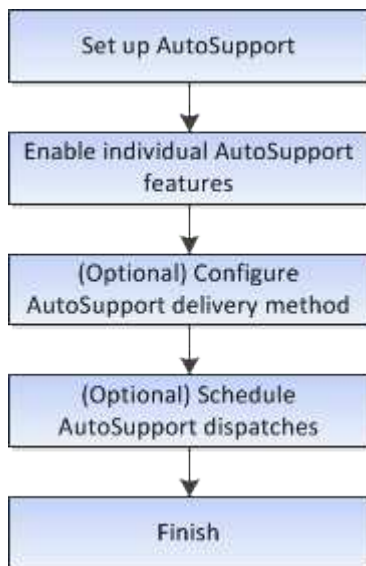 Set up AutoSupport
Enable individual AutoSupport
features
(Optional) Configure
AutoSupport delivery method
(Optional) Schedule
AutoSupport dispatches
Finish